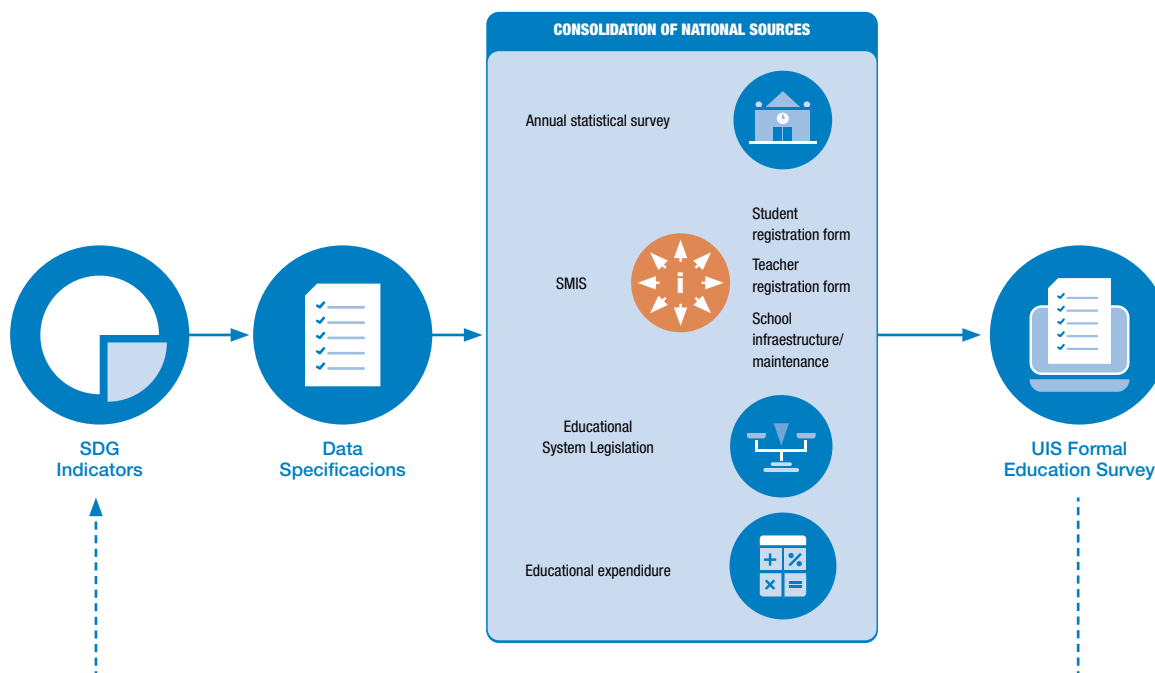 CONSOLIDATION OF NATIONAL SOURCES
Annual statistical survey
SMIS
i
Student
registration form
Teacher
registration form
School
infraestructure/
maintenance
Educational
System Legislation
Educational expendidure
SDG
Indicators
Data
Specificacions
UIS Formal
Education Survey